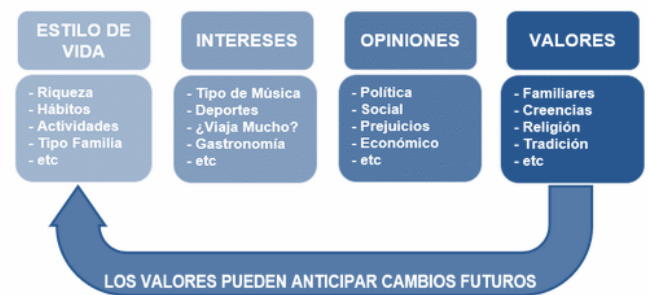 ESTILO DE
VIDA
- Riqueza
- Hábitos
- Actividades
- Tipo Familia
- etc
INTERESES
- Tipo de Música
- Deportes
- ¿Viaja Mucho?
- Gastronomía
- etc
OPINIONES
- Política
- Social
- Prejuicios
- Económico
- etc
VALORES
- Familiares
- Creencias
- Religión
- Tradición
- etc
LOS VALORES PUEDEN ANTICIPAR CAMBIOS FUTUROS